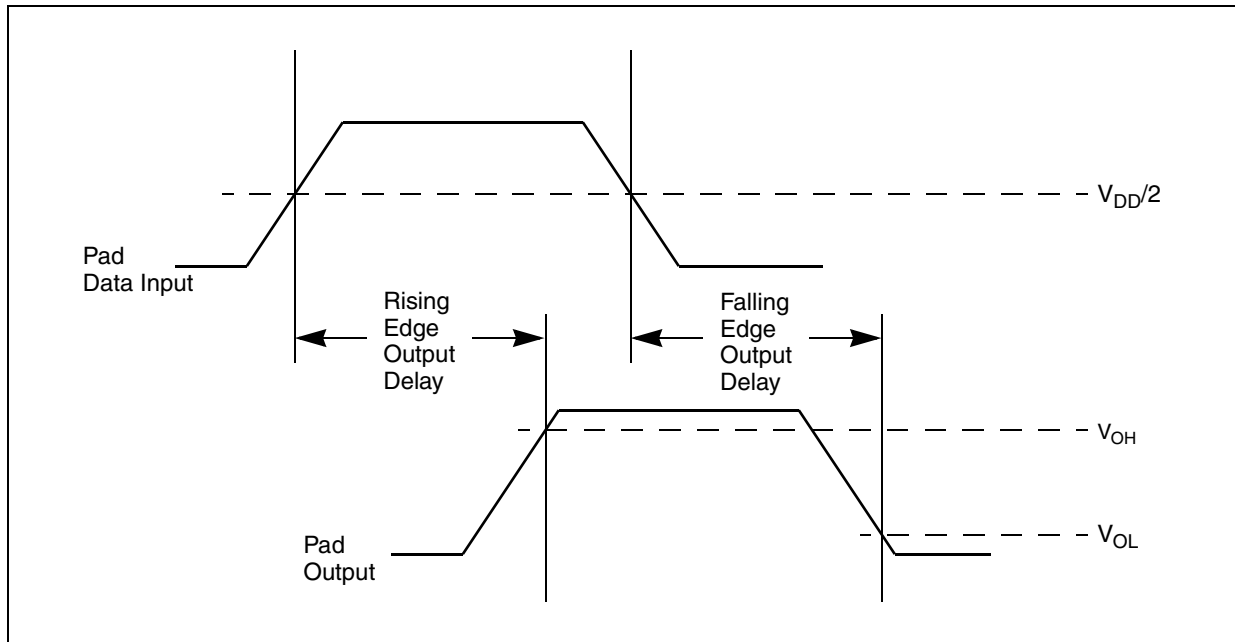 V_DD/2
Pad
Data Input
Rising
Edge
Output
Delay
Falling
Edge
Output
Delay
V_OH
V_OL
Pad
Output